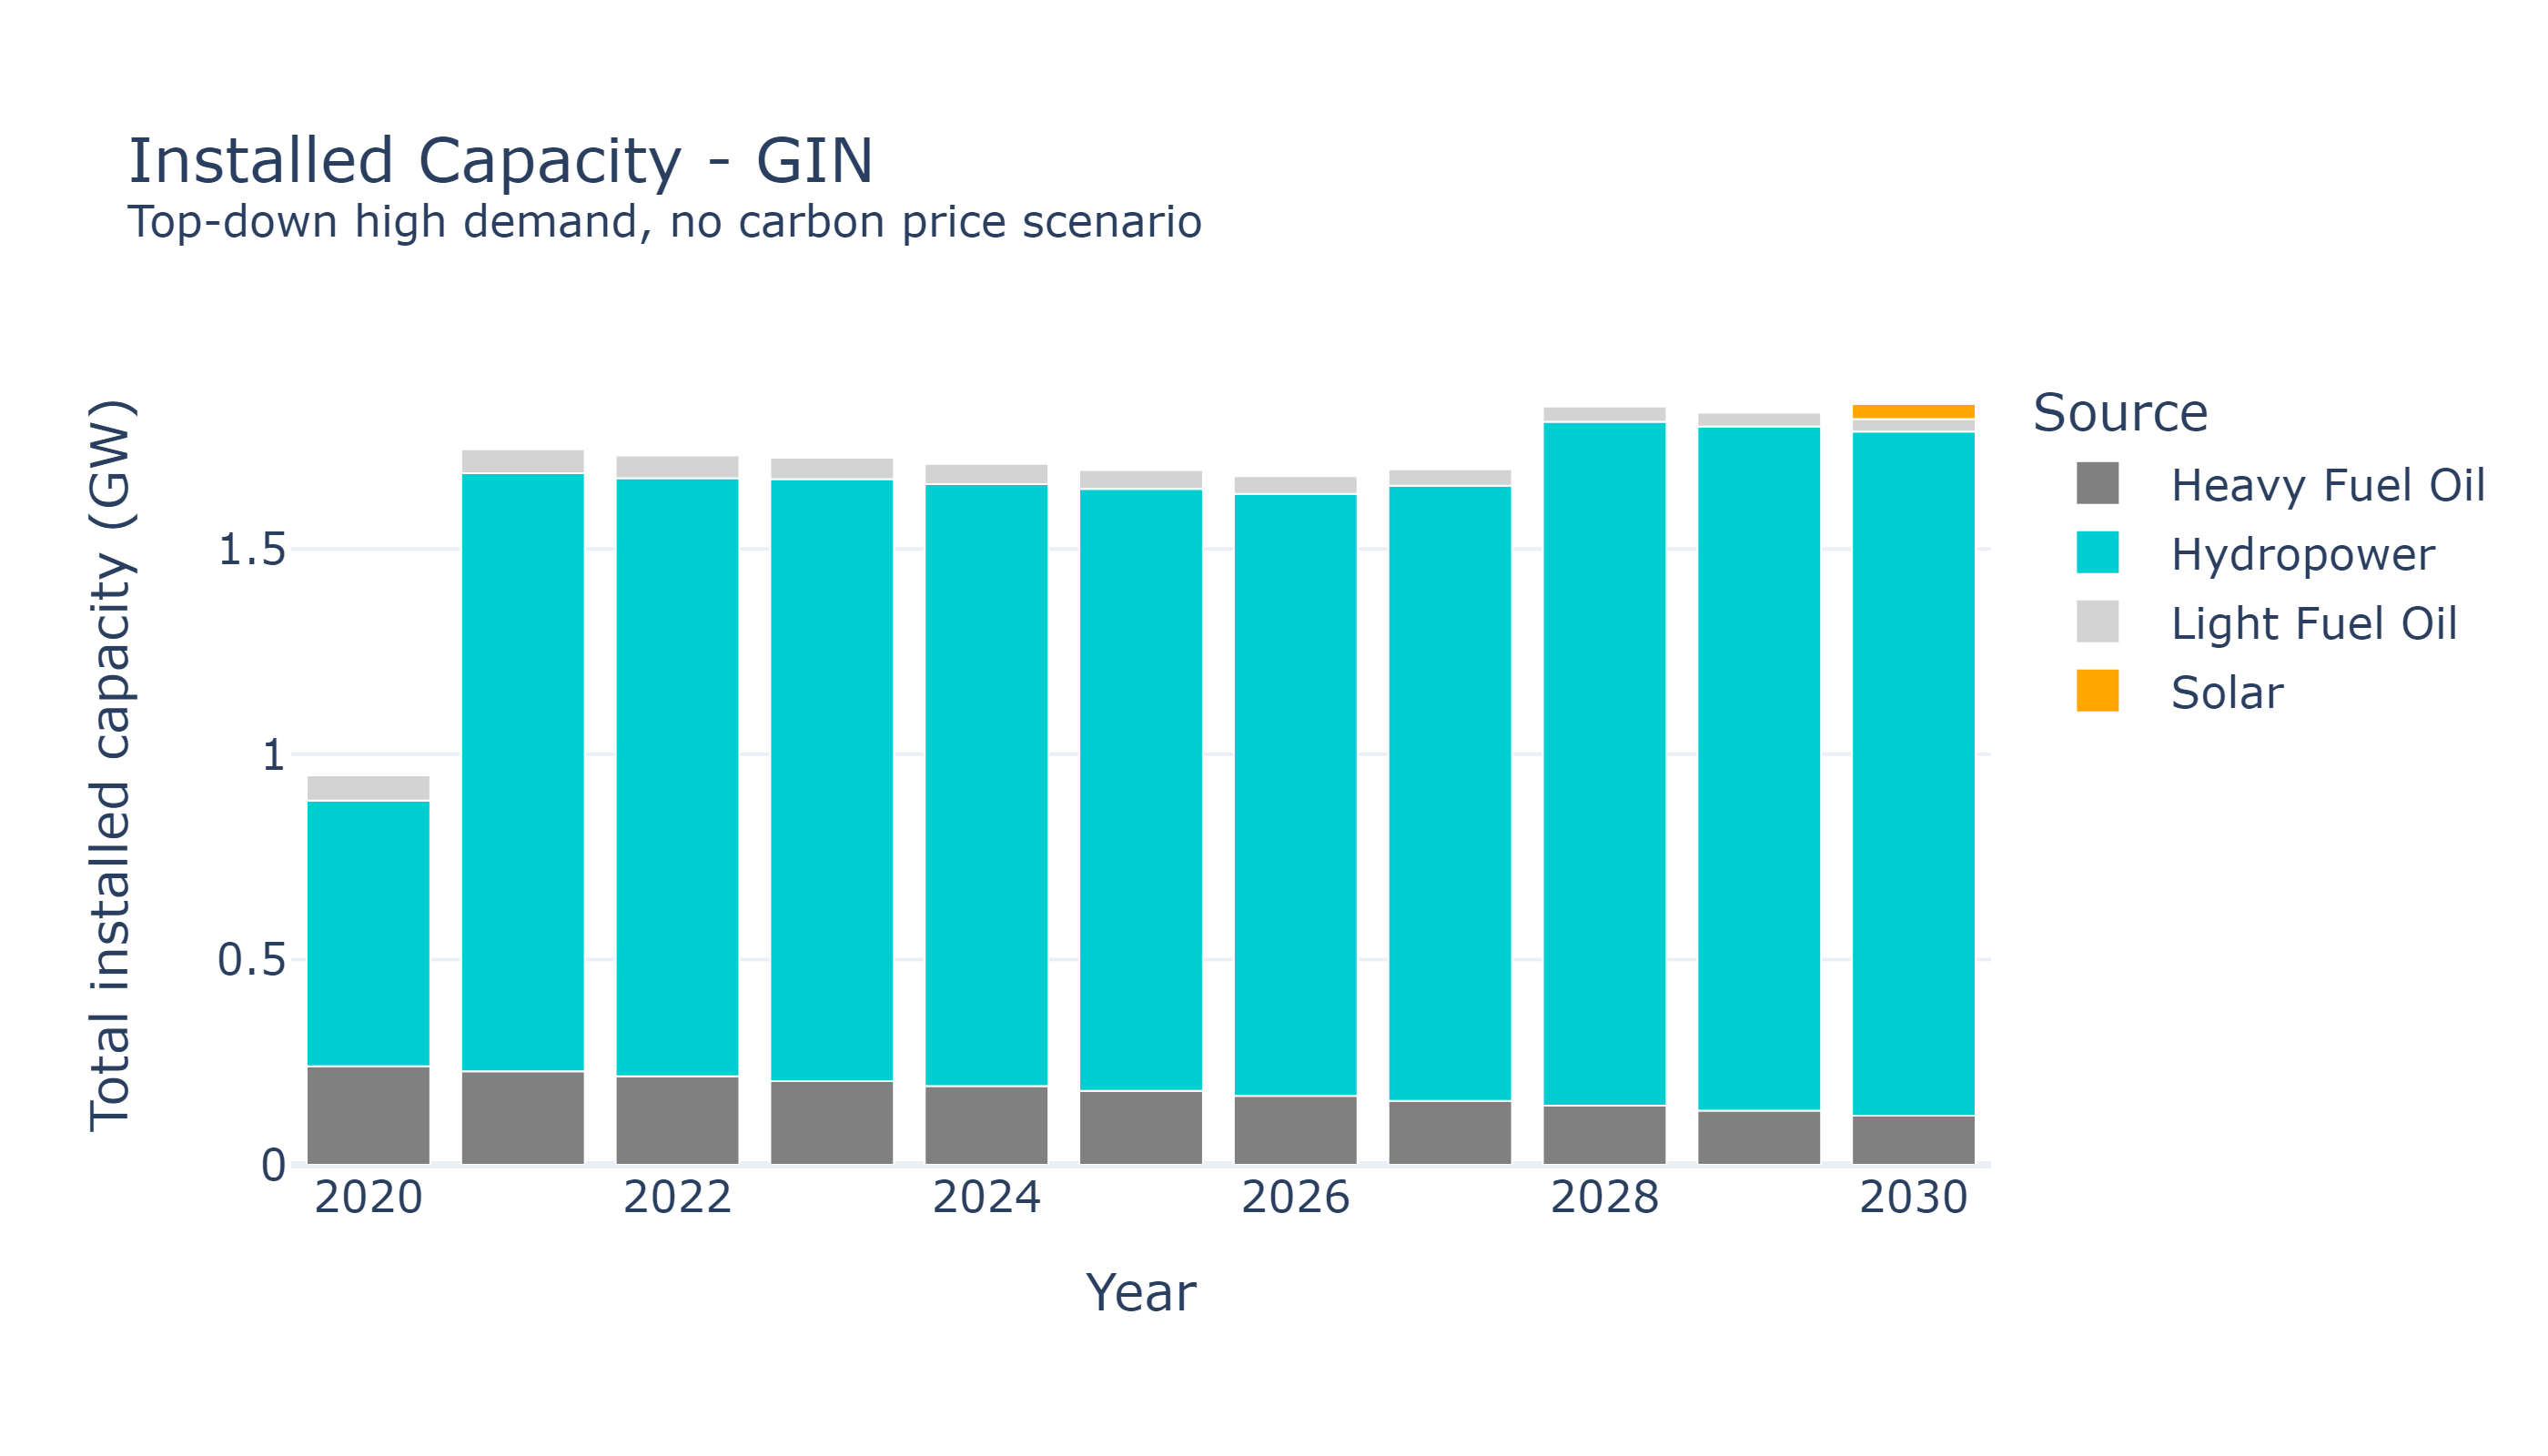 Installed Capacity - GIN
Top-down high demand, no carbon price scenario
Total installed capacity (GW)
1.5
1
0.5
0
2020 2022 2024 2026 2028 2030
Year
Source
Heavy Fuel Oil
Hydropower
Light Fuel Oil
Solar